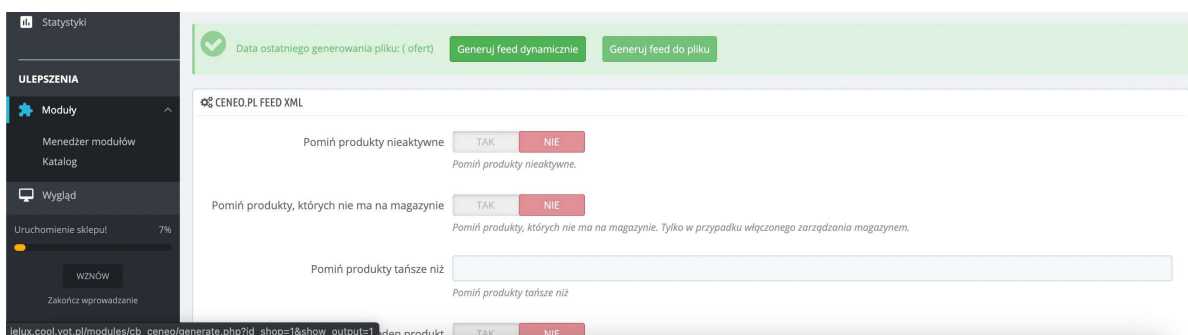 Statystyki
Data ostatniego generowania pliku: ( ofert)
Generuj feed dynamicznie
Generuj feed do pliku
ULEPSZENIA
Moduły
Menedżer modułów
Katalog
Wygląd
Uruchomienie sklepu! 7%
WZNÓW
Zakończ wprowadzanie
CENEO.PL FEED XML
Pomiń produkty nieaktywne TAK NIE
Pomiń produkty nieaktywne.
Pomiń produkty, których nie ma na magazynie TAK NIE
Pomiń produkty, których nie ma na magazynie. Tylko w przypadku włączonego zarządzania magazynem.
Pomiń produkty tańsze niż
Pomiń produkty tańsze niż
produkt TAK NIE
jelux.cool.yot.pl/modules/cb_ceneo/generate.php?id_shop=1&show_output=1